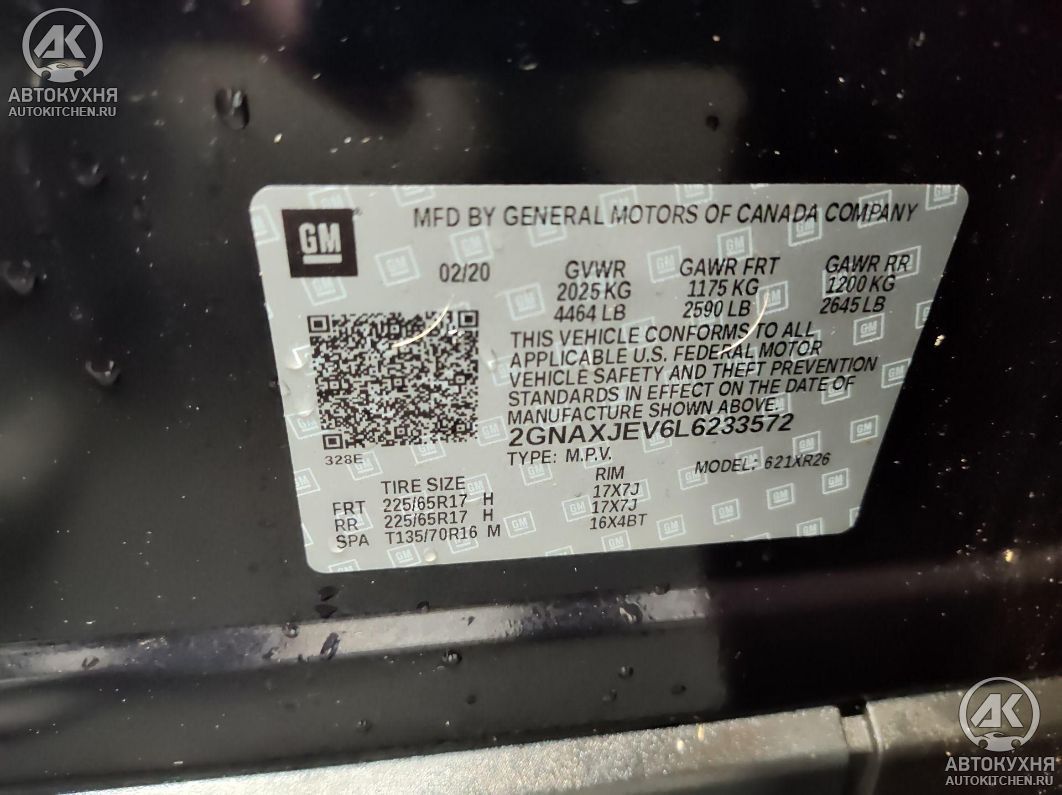 АК
АВТОКУХНЯ
AUTOKITCHEN.RU
GM
MFD BY GENERAL MOTORS OF CANADA COMPANY
02/20 GVWR GAWR FRT GAWR RR
2025 KG 1175 KG 1200 KG
4464 LB 2590 LB 2645 LB
THIS VEHICLE CONFORMS TO ALL
APPLICABLE U.S. FEDERAL MOTOR
VEHICLE SAFETY AND THEFT PREVENTION
STANDARDS IN EFFECT ON THE DATE OF
MANUFACTURE SHOWN ABOVE.
2GNAXJEV6L6233572
328E
TYPE: M.P.V. MODEL: 621XR26
TIRE SIZE RIM
FRT 225/65R17 H 17X7J
RR 225/65R17 H 17X7J
SPA T135/70R16 M 16X4BT
АК
АВТОКУХНЯ
AUTOKITCHEN.RU